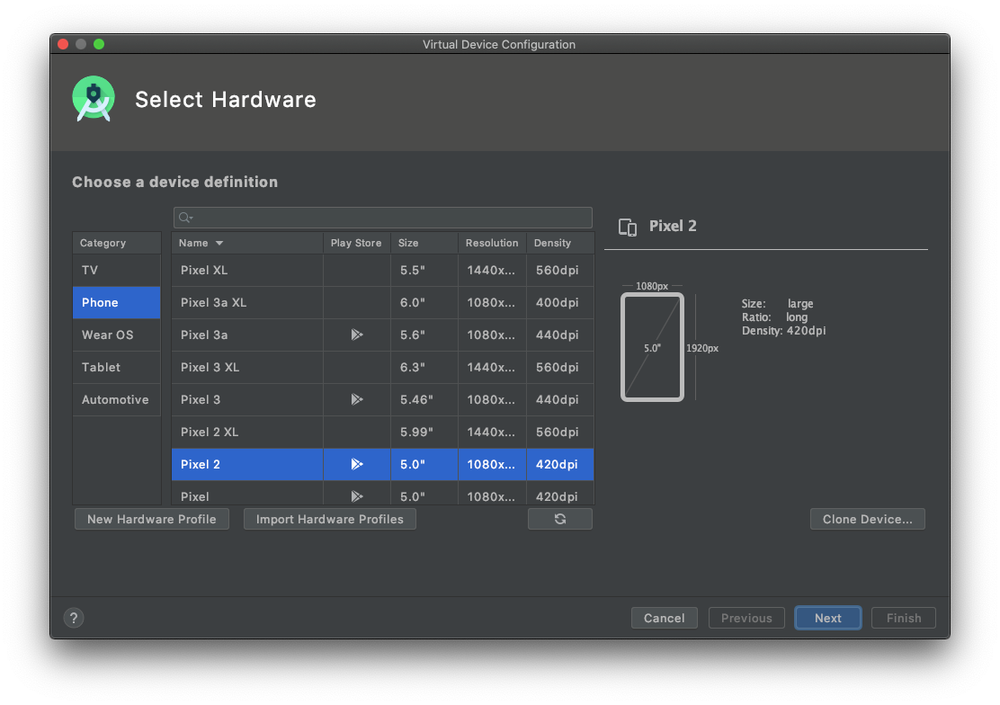 Virtual Device Configuration
Select Hardware
Choose a device definition
Category
TV
Phone
Wear OS
Tablet
Automotive
Name Play Store Size Resolution Density
Pixel XL 5.5" 1440x... 560dpi
Pixel 3a XL 6.0" 1080x... 400dpi
Pixel 3a 5.6" 1080x... 440dpi
Pixel 3 XL 6.3" 1440x... 560dpi
Pixel 3 5.46" 1080x... 440dpi
Pixel 2 XL 5.99" 1440x... 560dpi
Pixel 2 5.0" 1080x... 420dpi
Pixel 5.0" 1080x... 420dpi
New Hardware Profile Import Hardware Profiles
Pixel 2
1080px
5.0" 1920px
Size: large
Ratio: long
Density: 420dpi
Clone Device...
? Cancel Previous Next Finish